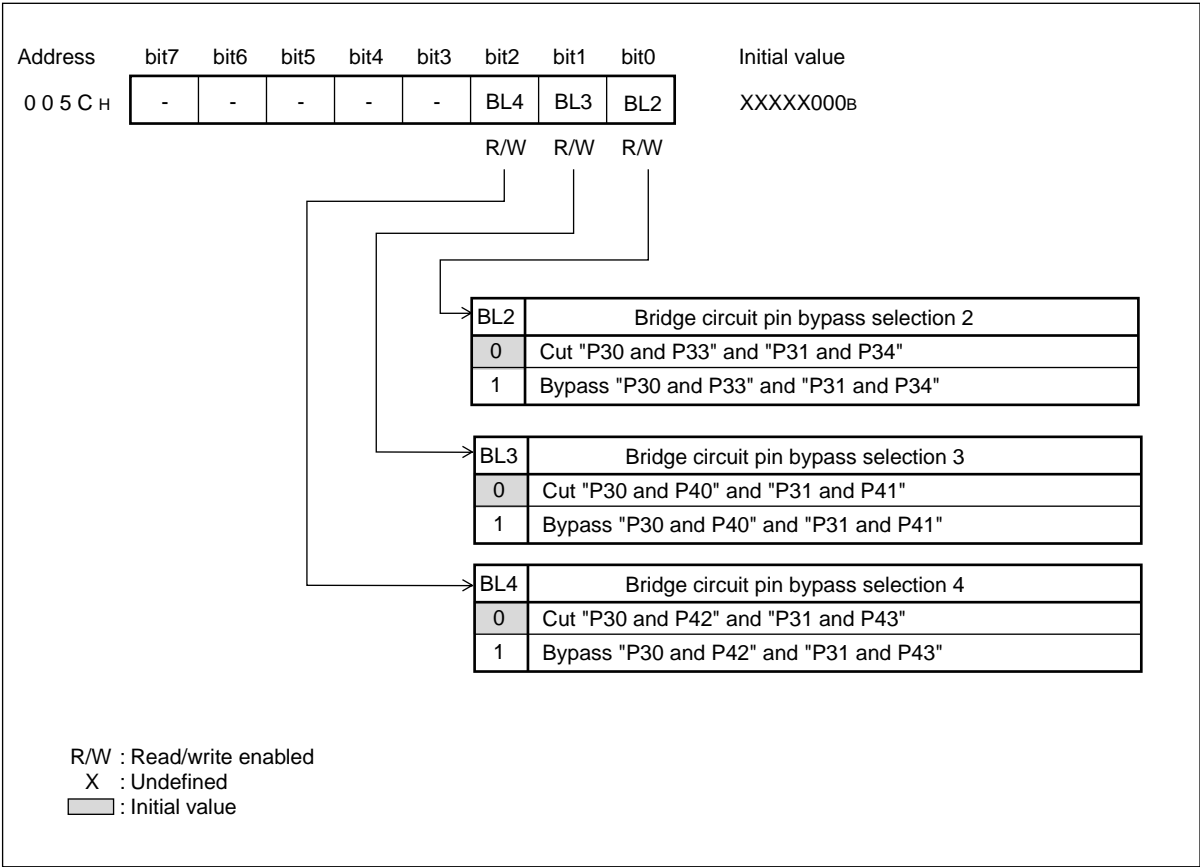 Address bit7 bit6 bit5 bit4 bit3 bit2 bit1 bit0 Initial value
0 0 5 C H - - - - - BL4 BL3 BL2 XXXXX000B
R/W R/W R/W
BL2 Bridge circuit pin bypass selection 2
0 Cut "P30 and P33" and "P31 and P34"
1 Bypass "P30 and P33" and "P31 and P34"
BL3 Bridge circuit pin bypass selection 3
0 Cut "P30 and P40" and "P31 and P41"
1 Bypass "P30 and P40" and "P31 and P41"
BL4 Bridge circuit pin bypass selection 4
0 Cut "P30 and P42" and "P31 and P43"
1 Bypass "P30 and P42" and "P31 and P43"
R/W : Read/write enabled
X : Undefined
: Initial value